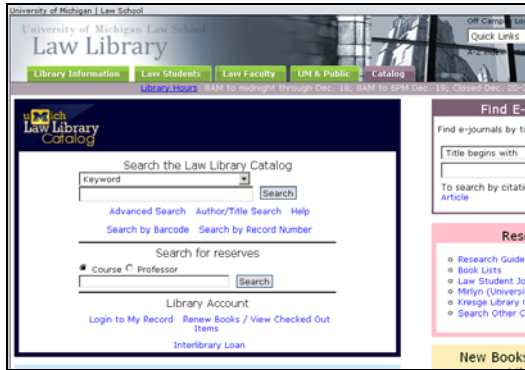 University of Michigan | Law School
University of Michigan Law School
Law Library
Off Campus
Quick Links
Library Information
Law Students
Law Faculty
UM & Public
Catalog
Library Hours: 8AM to midnight through Dec. 18; 8AM to 6PM Dec. 19; Closed Dec. 20-
uMich
Law Library
Catalog
Search the Law Library Catalog
Keyword
Search
Advanced Search Author/Title Search Help
Search by Barcode Search by Record Number
Search for reserves
Course Professor
Search
Library Account
Login to My Record Renew Books / View Checked Out
Items
Interlibrary Loan
Find E-
Find e-journals by ti
Title begins with
To search by citati
Article
Rese
Research Guide
Book Lists
Law Student Jo
Mirlyn (Universi
Kresge Library C
Search Other C
New Books